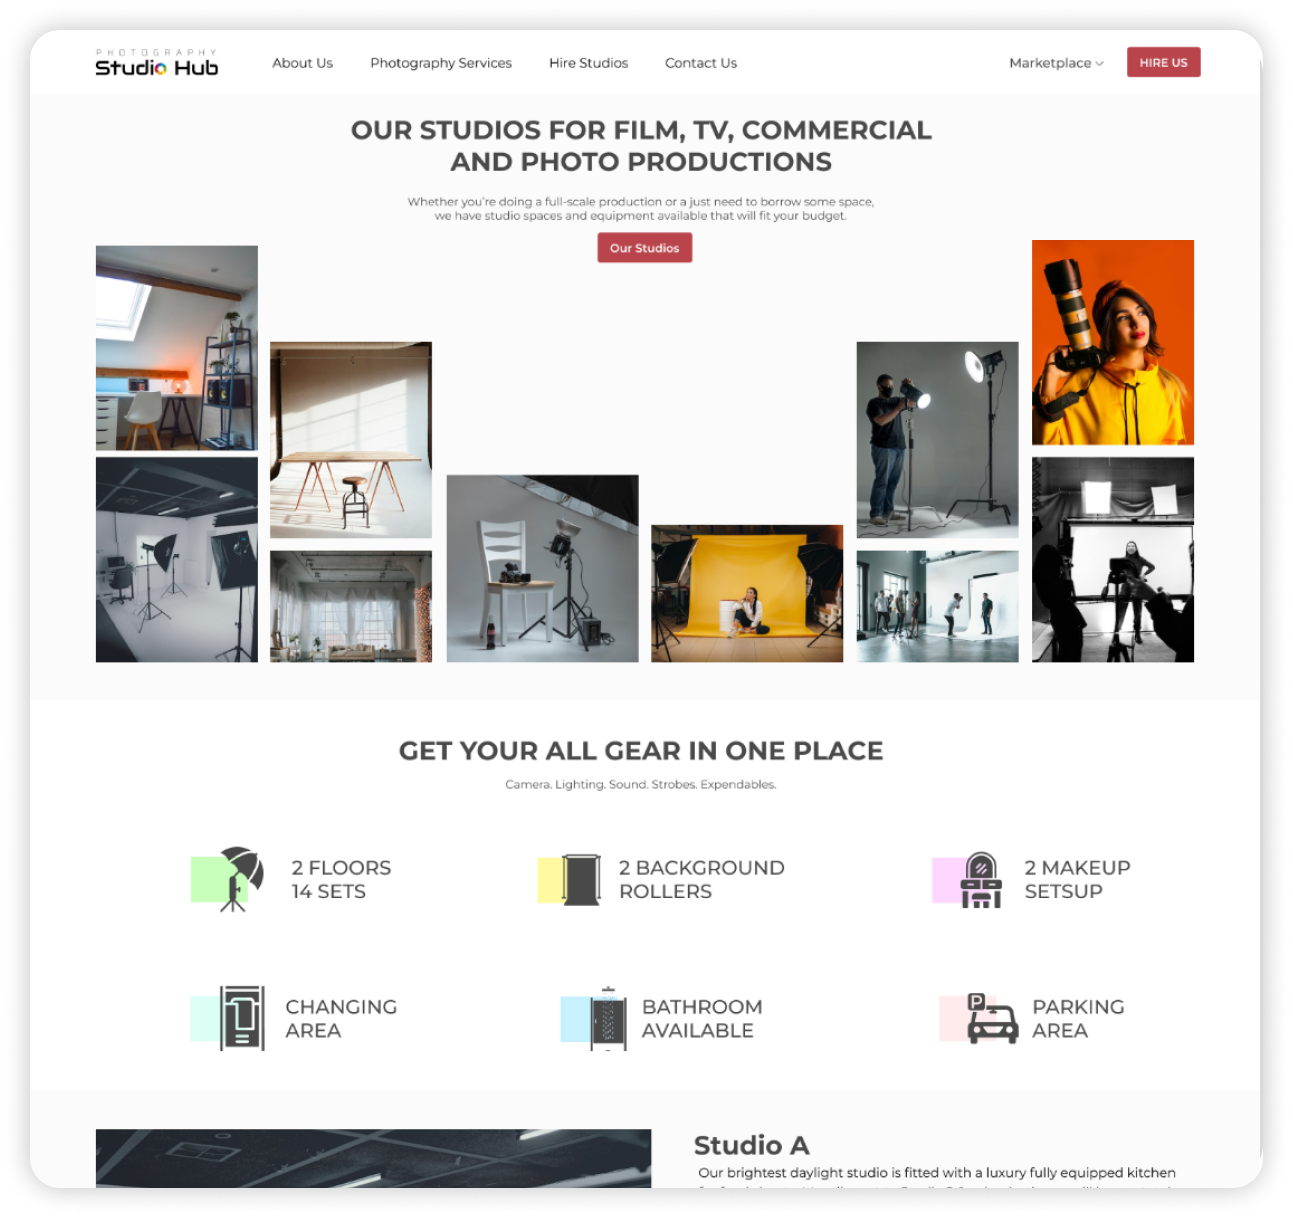 PHOTOGRAPHY
Studio Hub
About Us
Photography Services
Hire Studios
Contact Us
Marketplace
HIRE US
OUR STUDIOS FOR FILM, TV, COMMERCIAL
AND PHOTO PRODUCTIONS
Whether you're doing a full-scale production or a just need to borrow some space,
we have studio spaces and equipment available that will fit your budget.
Our Studios
GET YOUR ALL GEAR IN ONE PLACE
Camera. Lighting. Sound. Strobes. Expendables.
2 FLOORS
14 SETS
2 BACKGROUND
ROLLERS
2 MAKEUP
SETSUP
CHANGING
AREA
BATHROOM
AVAILABLE
P
PARKING
AREA
Studio A
Our brightest daylight studio is fitted with a luxury fully equipped kitchen